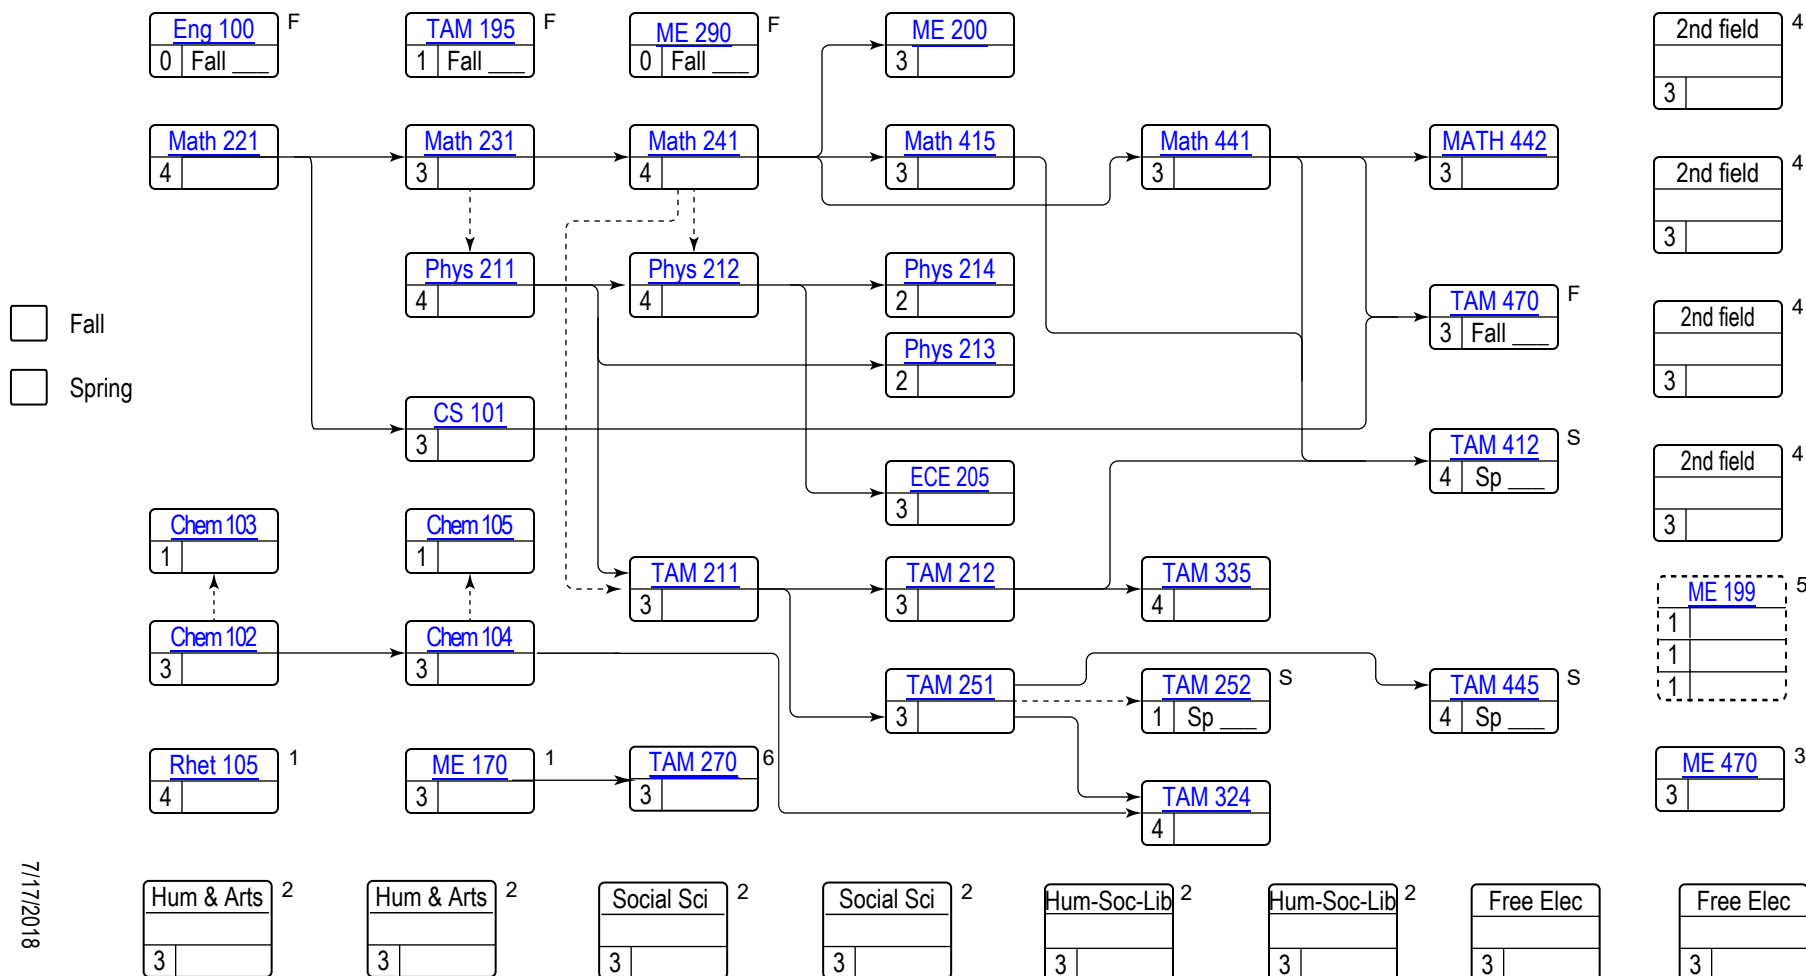 Eng 100 F
0 Fall ___
TAM 195 F
1 Fall ___
ME 290 F
0 Fall ___
ME 200
3
2nd field 4
3
Math 221
4
Math 231
3
Math 241
4
Math 415
3
Math 441
3
MATH 442
3
2nd field 4
3
Phys 211
4
Phys 212
4
Phys 214
2
TAM 470 F
3 Fall ___
2nd field 4
3
Fall
Phys 213
2
Spring
CS 101
3
TAM 412 S
4 Sp ___
2nd field 4
3
ECE 205
3
Chem 103
1
Chem 105
1
TAM 211
3
TAM 212
3
TAM 335
4
ME 199 5
1
1
1
Chem 102
3
Chem 104
3
TAM 251
3
TAM 252 S
1 Sp ___
TAM 445 S
4 Sp ___
Rhet 105 1
4
ME 170 1
3
TAM 270 6
3
TAM 324
4
ME 470 3
3
7/17/2018
Hum & Arts 2
3
Hum & Arts 2
3
Social Sci 2
3
Social Sci 2
3
Hum-Soc-Lib 2
3
Hum-Soc-Lib 2
3
Free Elec
3
Free Elec
3